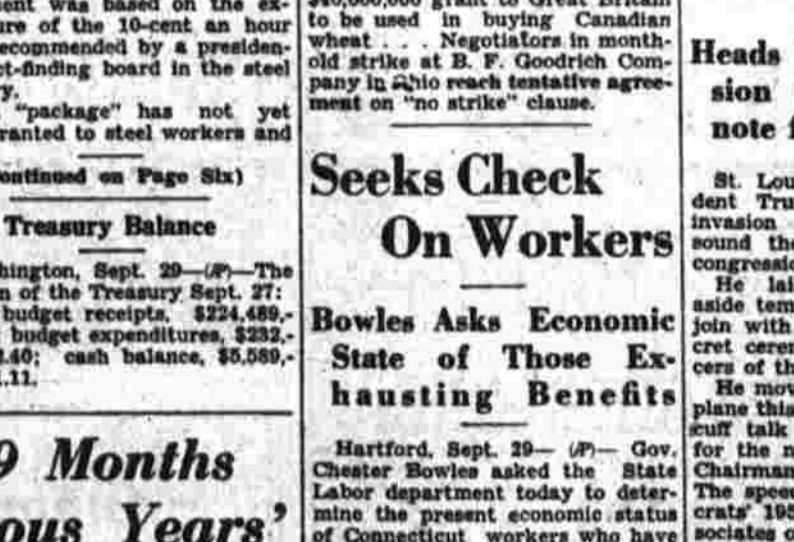 ent was based on the ex-
ure of the 10-cent an hour
ecommended by a presiden-
ct-finding board in the steel
y.
"package" has not yet
ranted to steel workers and
ontinued on Page Six)
Treasury Balance
hington, Sept. 29—(AP)—The
n of the Treasury Sept. 27:
budget receipts, $224,489,-
budget expenditures, $232,-
.40; cash balance, $5,589,-
.11.
9 Months
ous Years'
to be used in buying Canadian
wheat . . . Negotiators in month-
old strike at B. F. Goodrich Com-
pany in Ohio reach tentative agree-
ment on "no strike" clause.
Seeks Check
On Workers
Bowles Asks Economic
State of Those Ex-
hausting Benefits
Hartford, Sept. 29— (AP)— Gov.
Chester Bowles asked the State
Labor department today to deter-
mine the present economic status
of Connecticut workers who have
Heads
sion
note f
St. Lou
dent Tru
invasion
sound the
congressio
He lai
aside tem
join with
cret cerem
cers of th
He mov
plane this
cuff talk
for the n
Chairman
The speec
crats' 195
sociates o